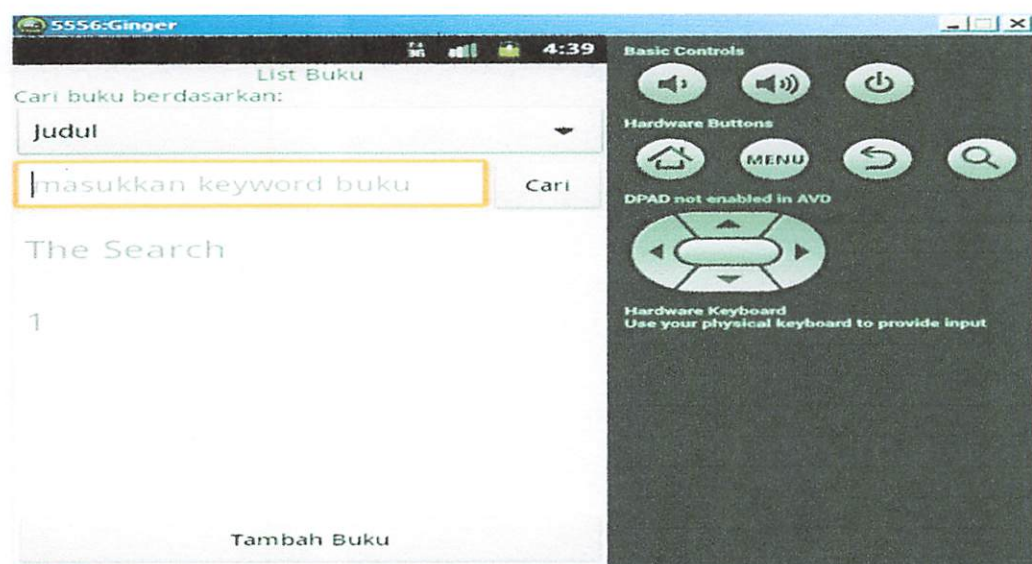 5556:Ginger
3G 4:39
List Buku
Cari buku berdasarkan:
Judul
masukkan keyword buku
Cari
The Search
1
Tambah Buku
Basic Controls
Hardware Buttons
MENU
DPAD not enabled in AVD
Hardware Keyboard
Use your physical keyboard to provide input